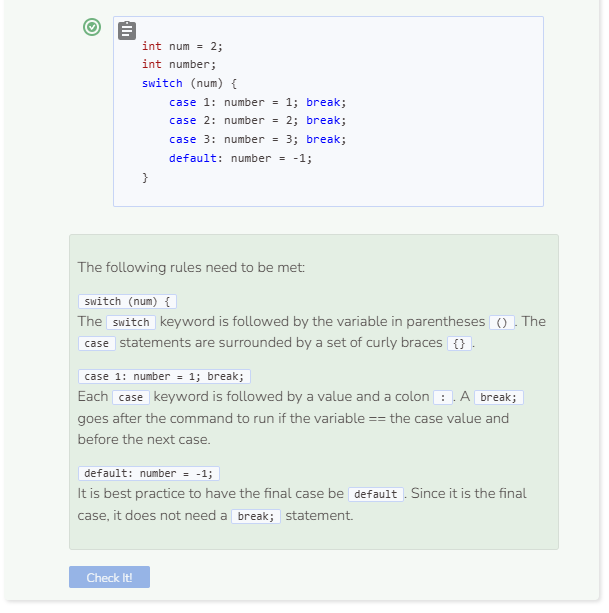 int num = 2;
int number;
switch (num) {
    case 1: number = 1; break;
    case 2: number = 2; break;
    case 3: number = 3; break;
    default: number = -1;
}
The following rules need to be met:
switch (num) {
The switch keyword is followed by the variable in parentheses () . The
case statements are surrounded by a set of curly braces {} .
case 1: number = 1; break;
Each case keyword is followed by a value and a colon : . A break;
goes after the command to run if the variable == the case value and
before the next case.
default: number = -1;
It is best practice to have the final case be default . Since it is the final
case, it does not need a break; statement.
Check It!